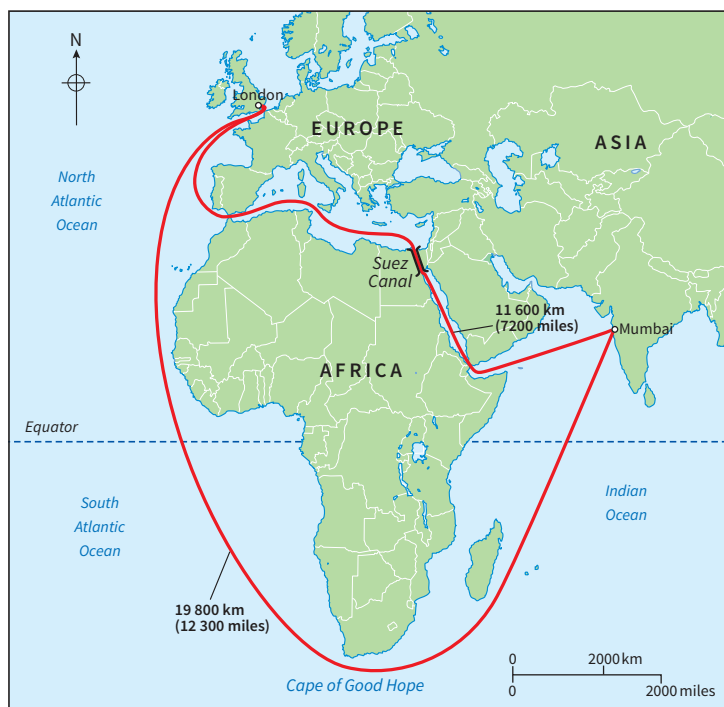 N
London
EUROPE
ASIA
North
Atlantic
Ocean
Suez
Canal
11 600 km
(7200 miles)
Mumbai
AFRICA
Equator
South
Atlantic
Ocean
Indian
Ocean
19 800 km
(12 300 miles)
Cape of Good Hope
0 2000 km
0 2000 miles